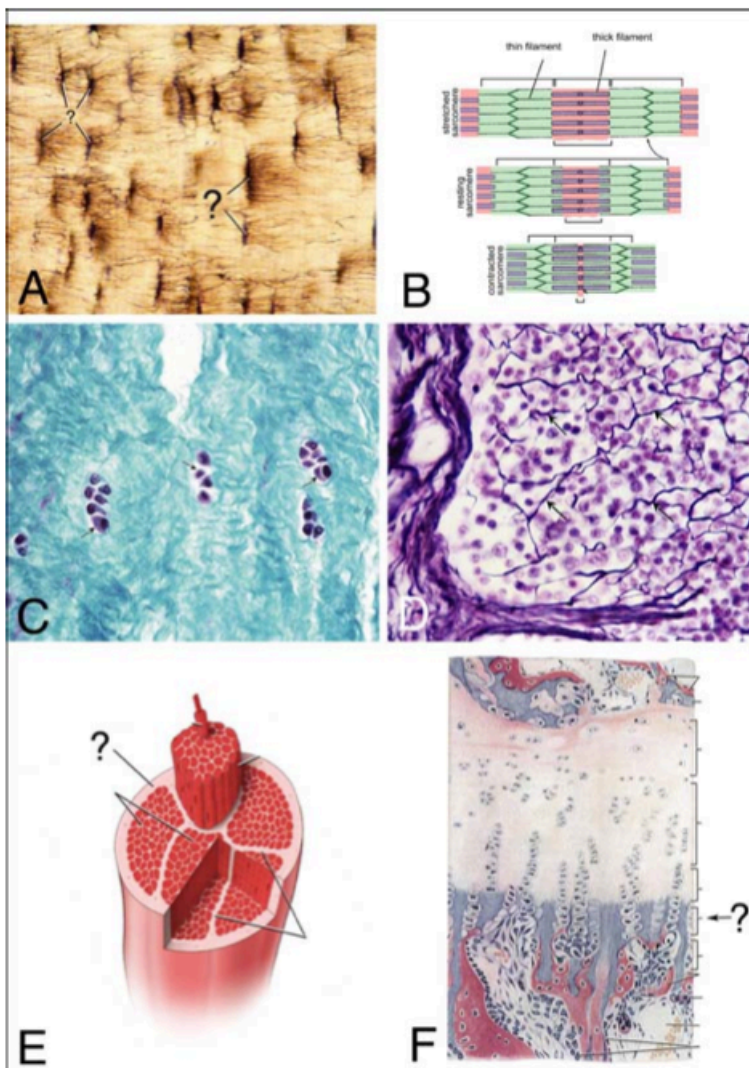 ?
?
A
thin filament
thick filament
stretched
sarcomere
resting
sarcomere
contracted
sarcomere
B
C
D
?
E
?
F